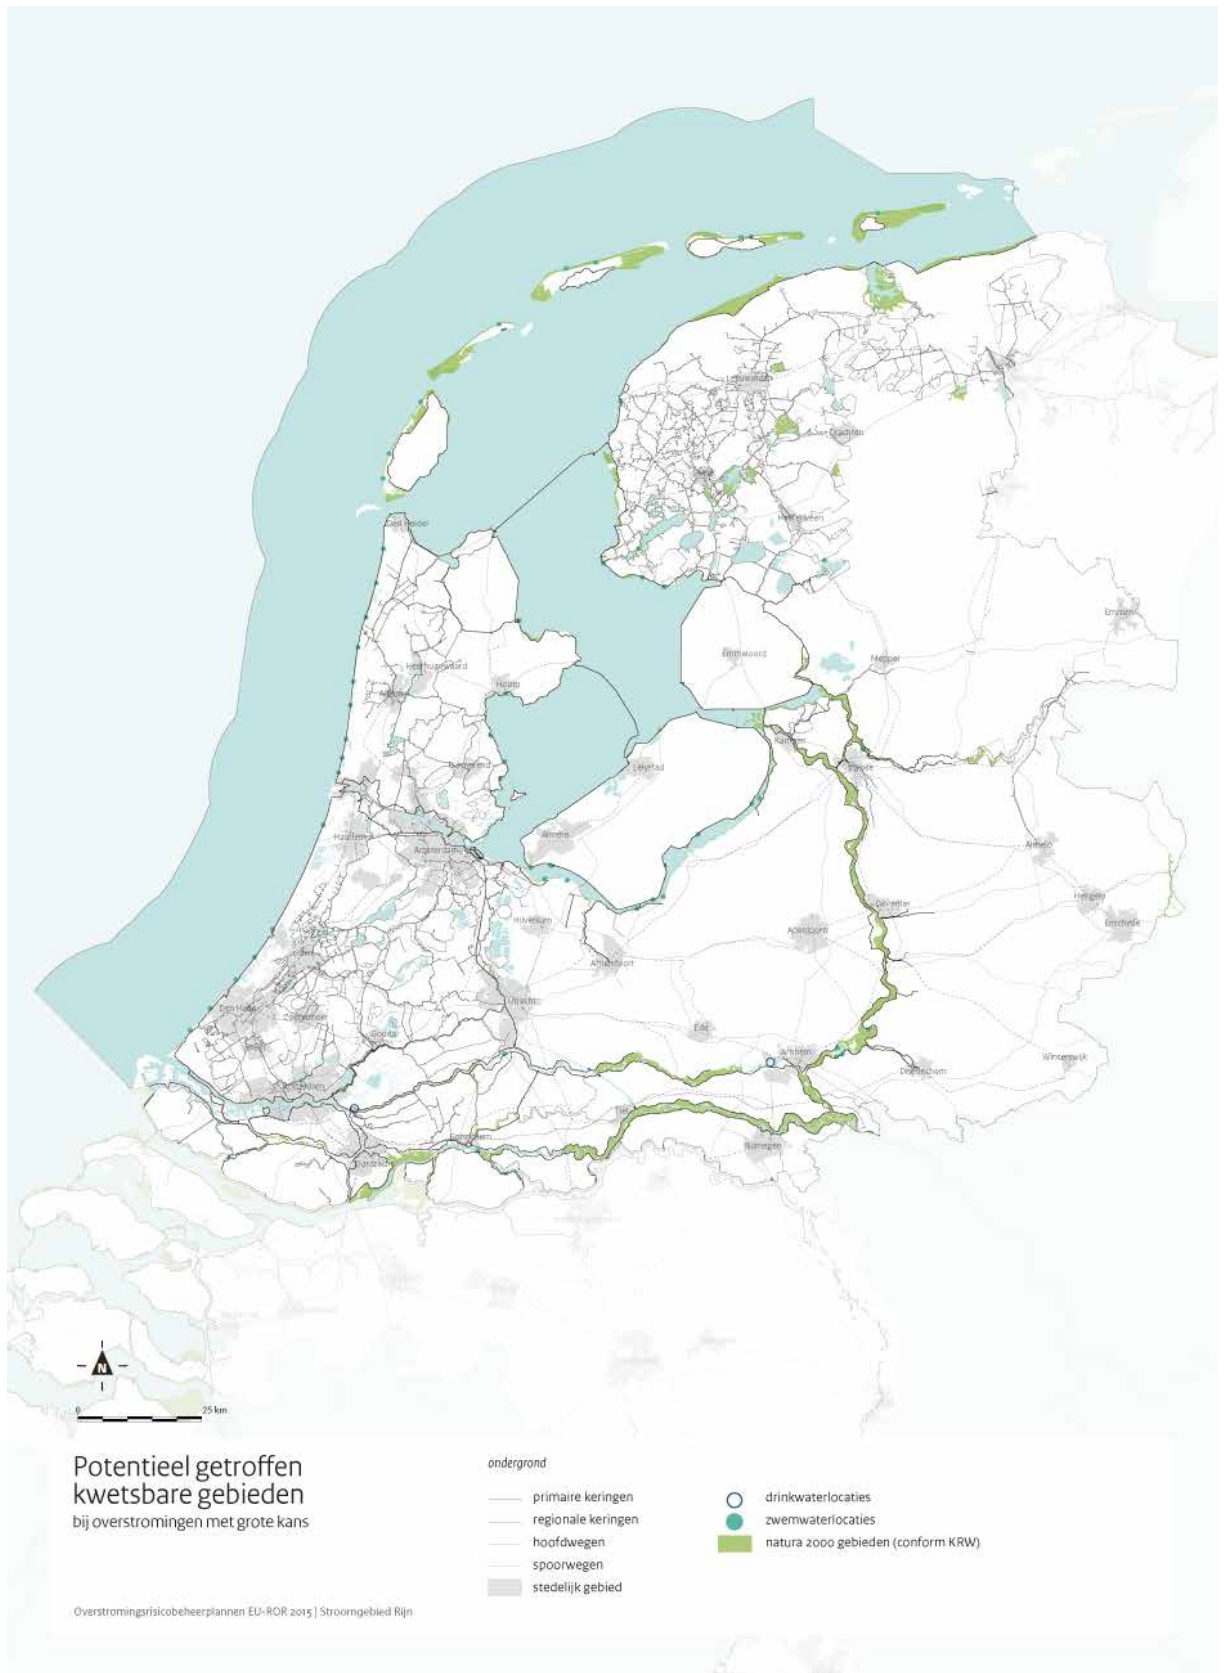 Leeuwarden
Drachten
Den Helder
Heerenveen
Emmen
Emmeloord
Meppel
Heerhugowaard
Hoorn
Alkmaar
Kampen
Zwolle
Lelystad
Purmerend
Almere
Haarlem
Amsterdam
Almelo
Hengelo
Deventer
Enschede
Hilversum
Apeldoorn
Amersfoort
Leiden
Utrecht
Den Haag
Zoetermeer
Gouda
Ede
Arnhem
Winterswijk
Doetinchem
Rotterdam
Tiel
Gorinchem
Nijmegen
Dordrecht
N
0
25 km
Potentieel getroffen
kwetsbare gebieden
bij overstromingen met grote kans
ondergrond
primaire keringen
regionale keringen
hoofdwegen
spoorwegen
stedelijk gebied
drinkwaterlocaties
zwemwaterlocaties
natura 2000 gebieden (conform KRW)
Overstromingsrisicobeheerplannen EU-ROR 2015 | Stroomgebied Rijn